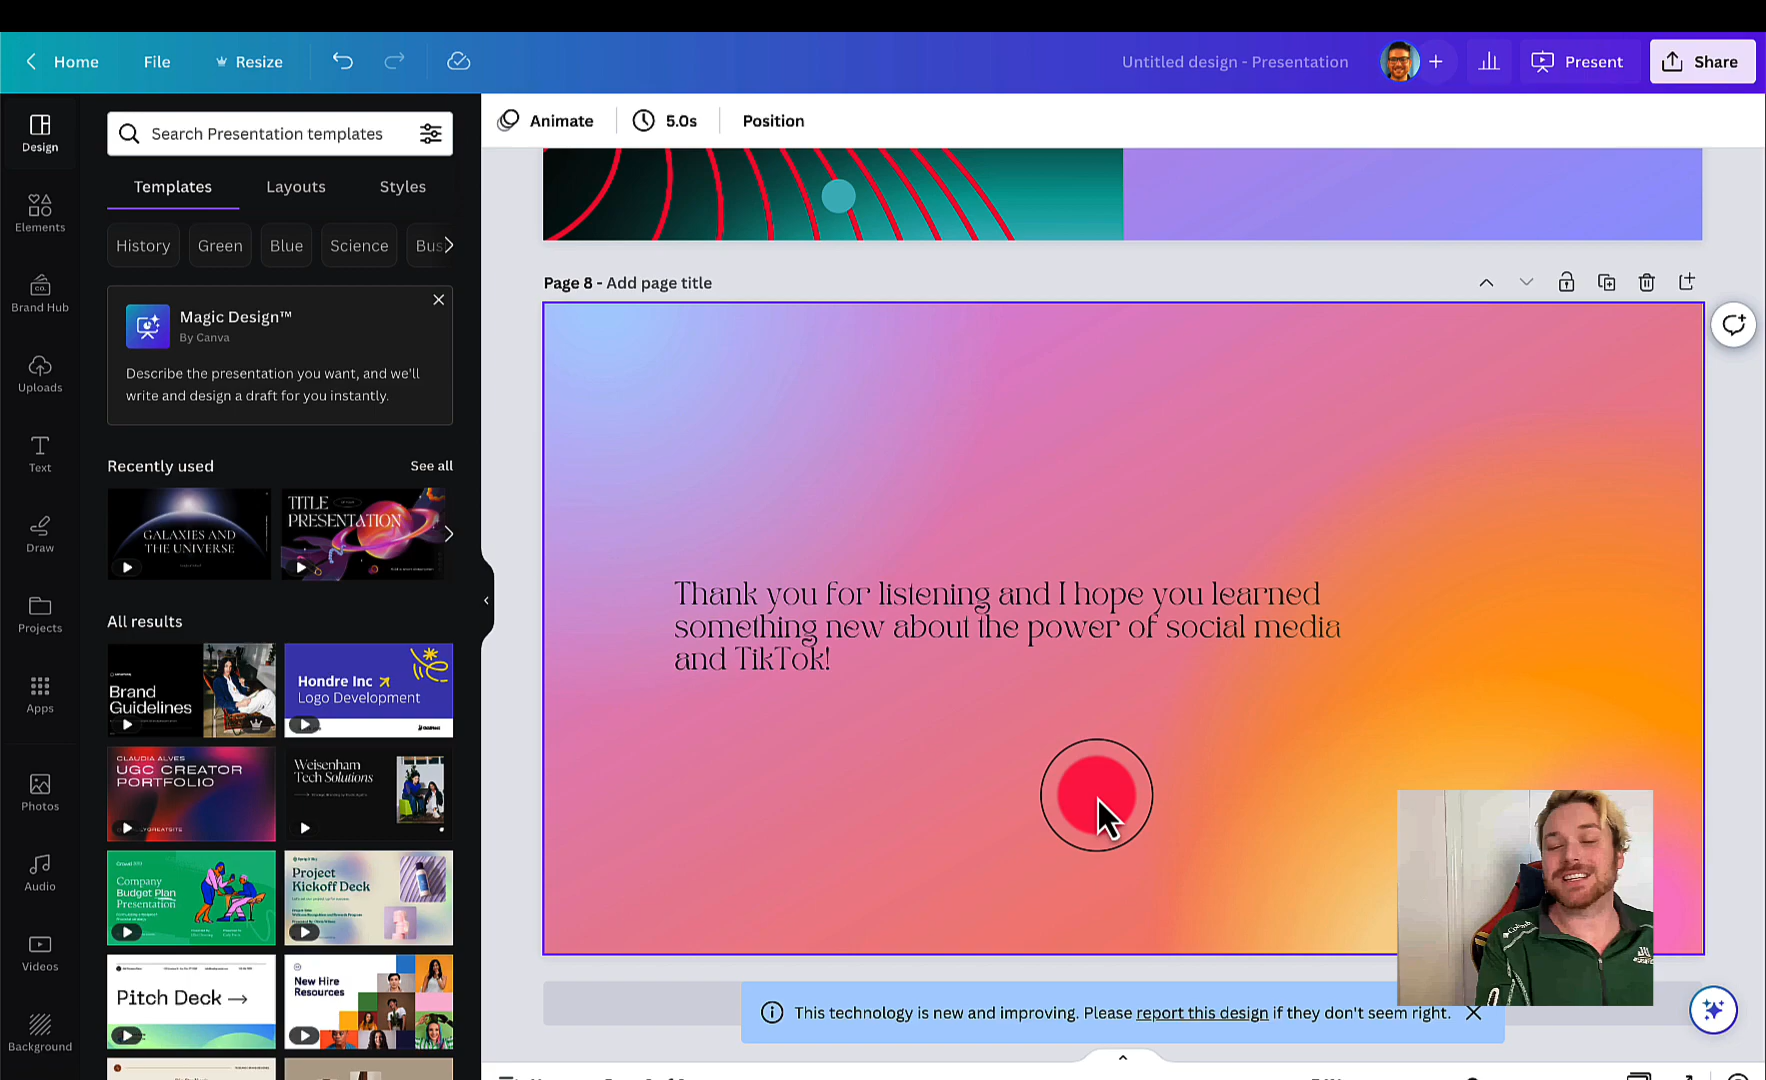 Home File Resize Untitled design - Presentation + Present Share
Design
Elements
Brand Hub
Uploads
Text
Draw
Projects
Apps
Photos
Audio
Videos
Background
Search Presentation templates
Templates Layouts Styles
History Green Blue Science Bus
Magic Design™
By Canva
Describe the presentation you want, and we'll
write and design a draft for you instantly.
Recently used See all
GALAXIES AND
THE UNIVERSE
TITLE
PRESENTATION
All results
Brand
Guidelines
Hondre Inc
Logo Development
CLAUDIA ALVES
UGC CREATOR
PORTFOLIO
Weisenham
Tech Solutions
Company
Budget Plan
Presentation
Project
Kickoff Deck
Pitch Deck →
New Hire
Resources
Animate 5.0s Position
Page 8 - Add page title
Thank you for listening and I hope you learned
something new about the power of social media
and TikTok!
This technology is new and improving. Please report this design if they don't seem right.